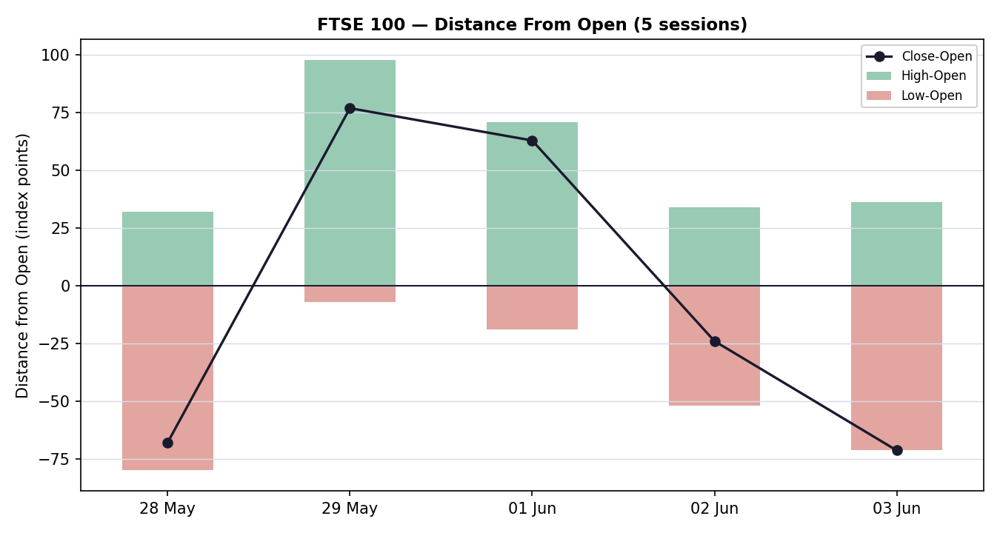 FTSE 100 — Distance From Open (5 sessions)
Close-Open
High-Open
Low-Open
Distance from Open (index points)
100
75
50
25
0
−25
−50
−75
28 May
29 May
01 Jun
02 Jun
03 Jun